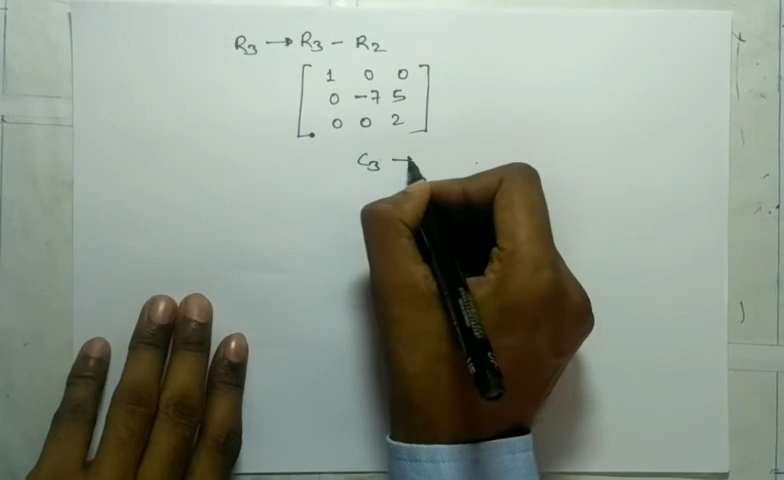 R3 → R3 - R2
1 0 0
0 -7 5
0 0 2
C3 →